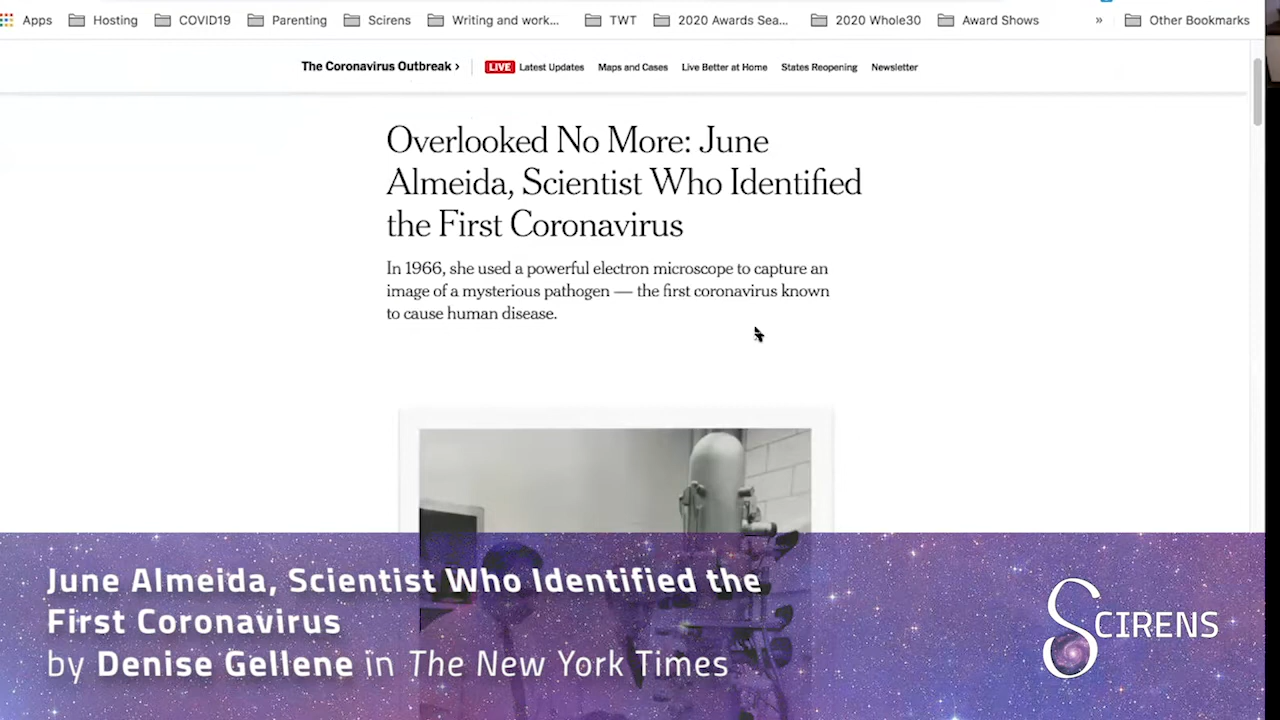 Apps Hosting COVID19 Parenting Scirens Writing and work... TWT 2020 Awards Sea... 2020 Whole30 Award Shows » Other Bookmarks
The Coronavirus Outbreak › LIVE Latest Updates Maps and Cases Live Better at Home States Reopening Newsletter
Overlooked No More: June
Almeida, Scientist Who Identified
the First Coronavirus
In 1966, she used a powerful electron microscope to capture an
image of a mysterious pathogen — the first coronavirus known
to cause human disease.
June Almeida, Scientist Who Identified the
First Coronavirus
by Denise Gellene in The New York Times
SCIRENS